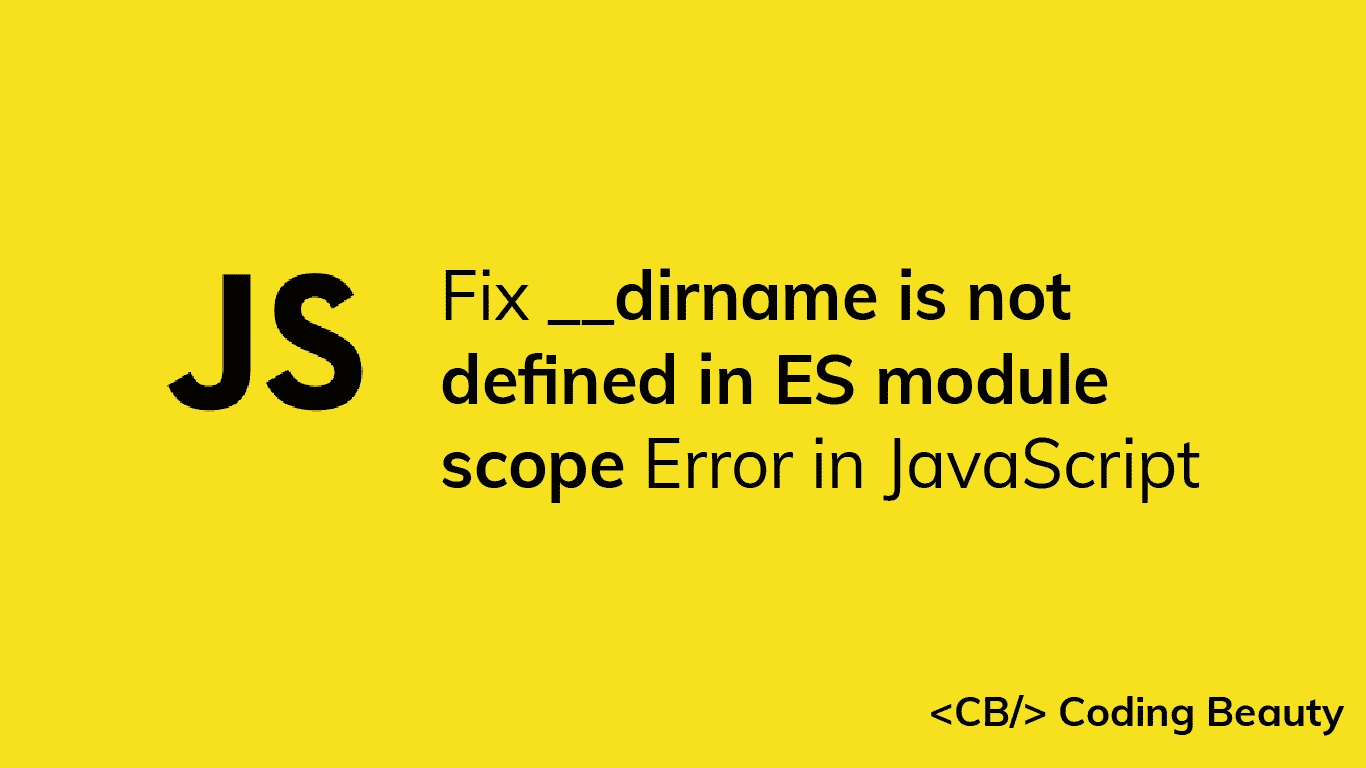 JS
Fix __dirname is not
defined in ES module
scope Error in JavaScript
<CB/> Coding Beauty